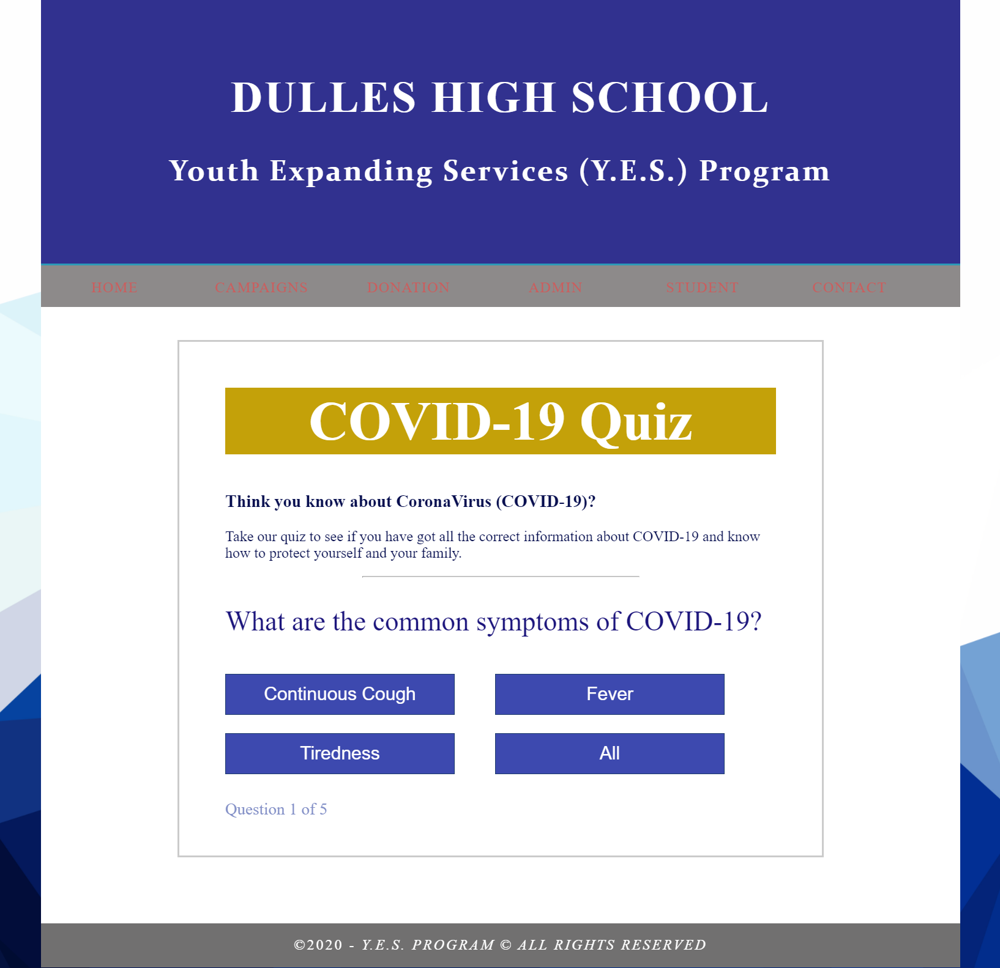 DULLES HIGH SCHOOL
Youth Expanding Services (Y.E.S.) Program
HOME CAMPAIGNS DONATION ADMIN STUDENT CONTACT
COVID-19 Quiz
Think you know about CoronaVirus (COVID-19)?
Take our quiz to see if you have got all the correct information about COVID-19 and know
how to protect yourself and your family.
What are the common symptoms of COVID-19?
Continuous Cough Fever
Tiredness All
Question 1 of 5
©2020 - Y.E.S. PROGRAM © ALL RIGHTS RESERVED